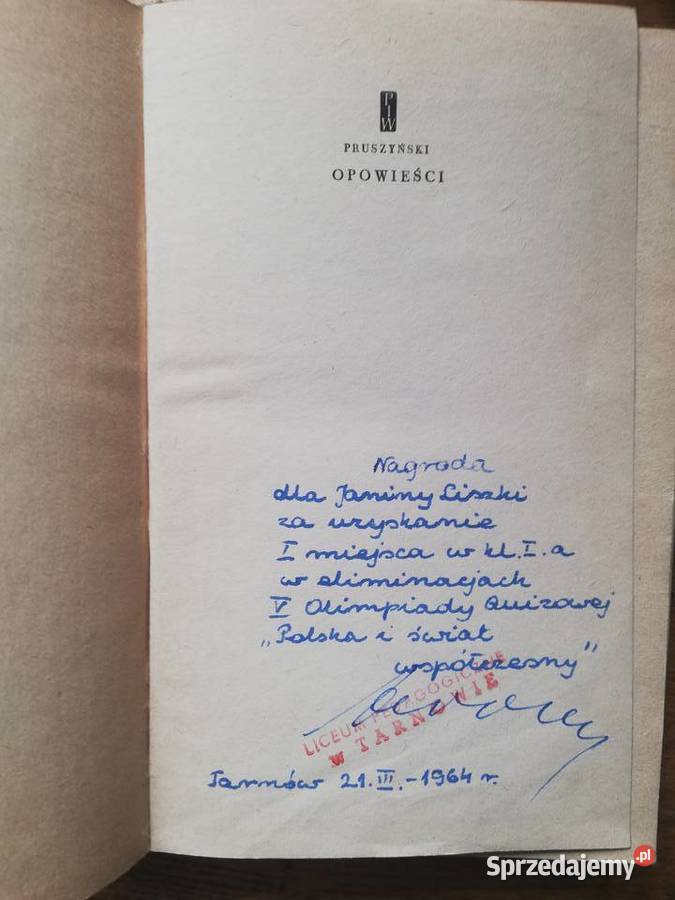 PIW
PRUSZYŃSKI
OPOWIEŚCI
Nagroda
dla Janiny Liszki
za uzyskanie
I miejsca w kl. I. a
w eliminacjach
V Olimpiady Quizowej
„Polska i świat
współczesny"
LICEUM PEDAGOGICZNE
W TARNOWIE
Tarnów 21. III. - 1964 r.
Sprzedajemy.pl